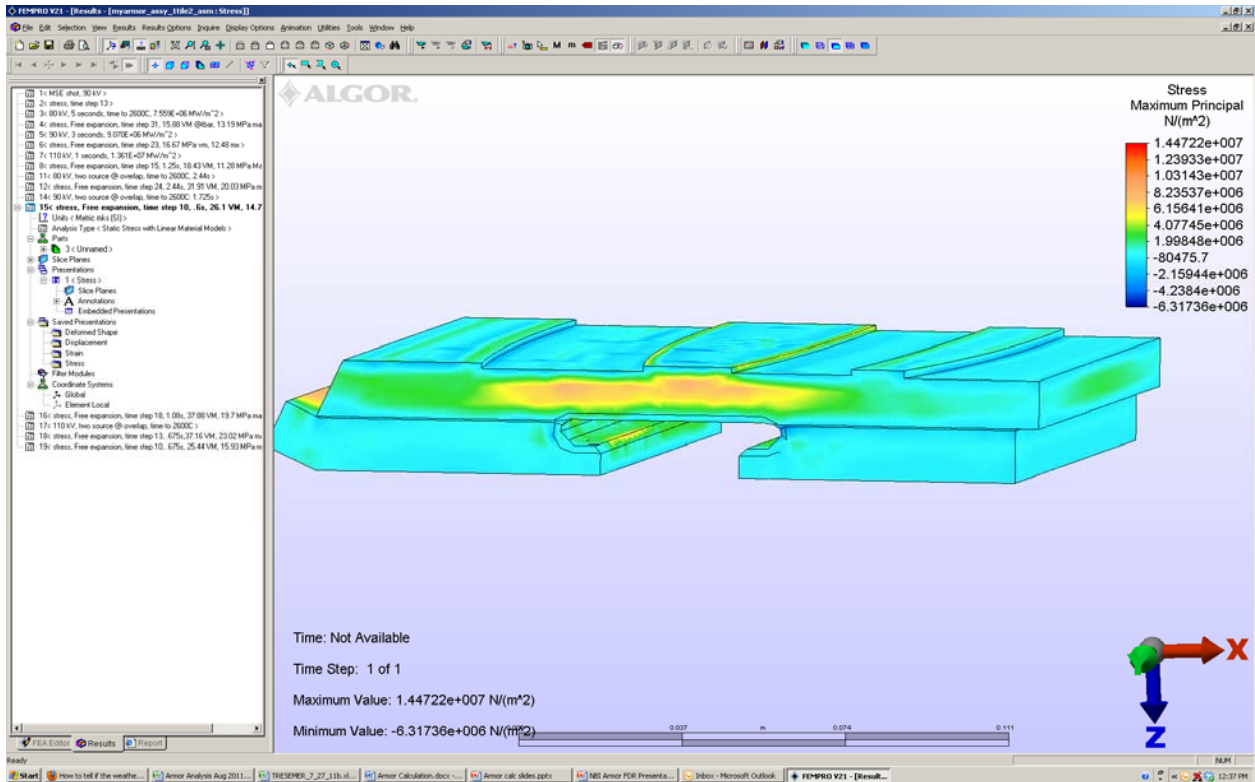 FEMPRO V21 - [Results - [myarmor_assy_1tile2_asm : Stress]]
File Edit Selection View Results Results Options Inquire Display Options Animation Utilities Tools Window Help
1< MSE shot, 90 kV >
2< stress, time step 13 >
3< 80 kV, 5 seconds, time to 2600C, 7.559E+06 MW/m^2 >
4< stress, Free expansion, time step 31, 15.88 VM @tbar, 13.19 MPa ma
5< 90 kV, 3 seconds, 9.070E+06 MW/m^2 >
6< stress, Free expansion, time step 23, 16.67 MPa vm, 12.48 mx >
7< 110 kV, 1 seconds, 1.361E+07 MW/m^2 >
8< stress, Free expansion, time step 15, 1.25s, 18.43 VM, 11.28 MPa Ma
11< 80 kV, two source @ overlap, time to 2600C, 2.44s >
12< stress, Free expansion, time step 24, 2.44s, 31.91 VM, 20.03 MPa m
14< 90 kV, two source @ overlap, time to 2600C: 1.725s >
15< stress, Free expansion, time step 10, .6s, 26.1 VM, 14.7
Units < Metric mks (SI) >
Analysis Type < Static Stress with Linear Material Models >
Parts
3 < Unnamed >
Slice Planes
Presentations
1 < Stress >
Slice Planes
Annotations
Embedded Presentations
Saved Presentations
Deformed Shape
Displacement
Strain
Stress
Filter Modules
Coordinate Systems
Global
Element Local
16< stress, Free expansion, time step 18, 1.08s, 37.88 VM, 19.7 MPa ma
17< 110 kV, two source @ overlap, time to 2600C >
18< stress, Free expansion, time step 13, .675s,37.16 VM, 23.02 MPa m
19< stress, Free expansion, time step 10, .675s, 25.44 VM, 15.93 MPa m
FEA Editor Results Report
ALGOR.
Stress
Maximum Principal
N/(m^2)
1.44722e+007
1.23933e+007
1.03143e+007
8.23537e+006
6.15641e+006
4.07745e+006
1.99848e+006
-80475.7
-2.15944e+006
-4.2384e+006
-6.31736e+006
Time: Not Available
Time Step: 1 of 1
Maximum Value: 1.44722e+007 N/(m^2)
Minimum Value: -6.31736e+006 N/(m^2)
0.037 m 0.074 0.111
X
Z
Ready
NUM
Start How to tell if the weathe... Armor Analysis Aug 2011... TRESEMER_7_27_11b.xl... Armor Calculation.docx -... Armor calc slides.pptx NBI Armor FDR Presenta... Inbox - Microsoft Outlook FEMPRO V21 - [Result... 12:37 PM